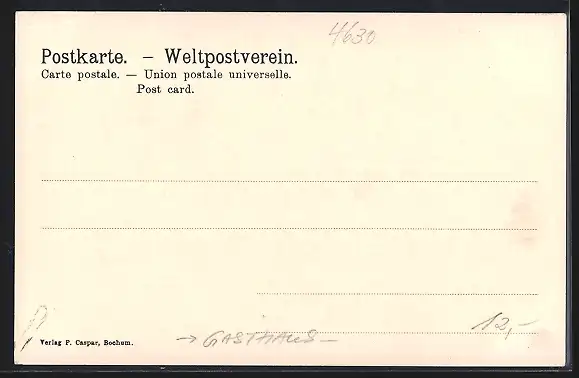 4630
Postkarte. — Weltpostverein.
Carte postale. — Union postale universelle.
Post card.
12,-
Verlag P. Caspar, Bochum.
→ GASTHAUS —